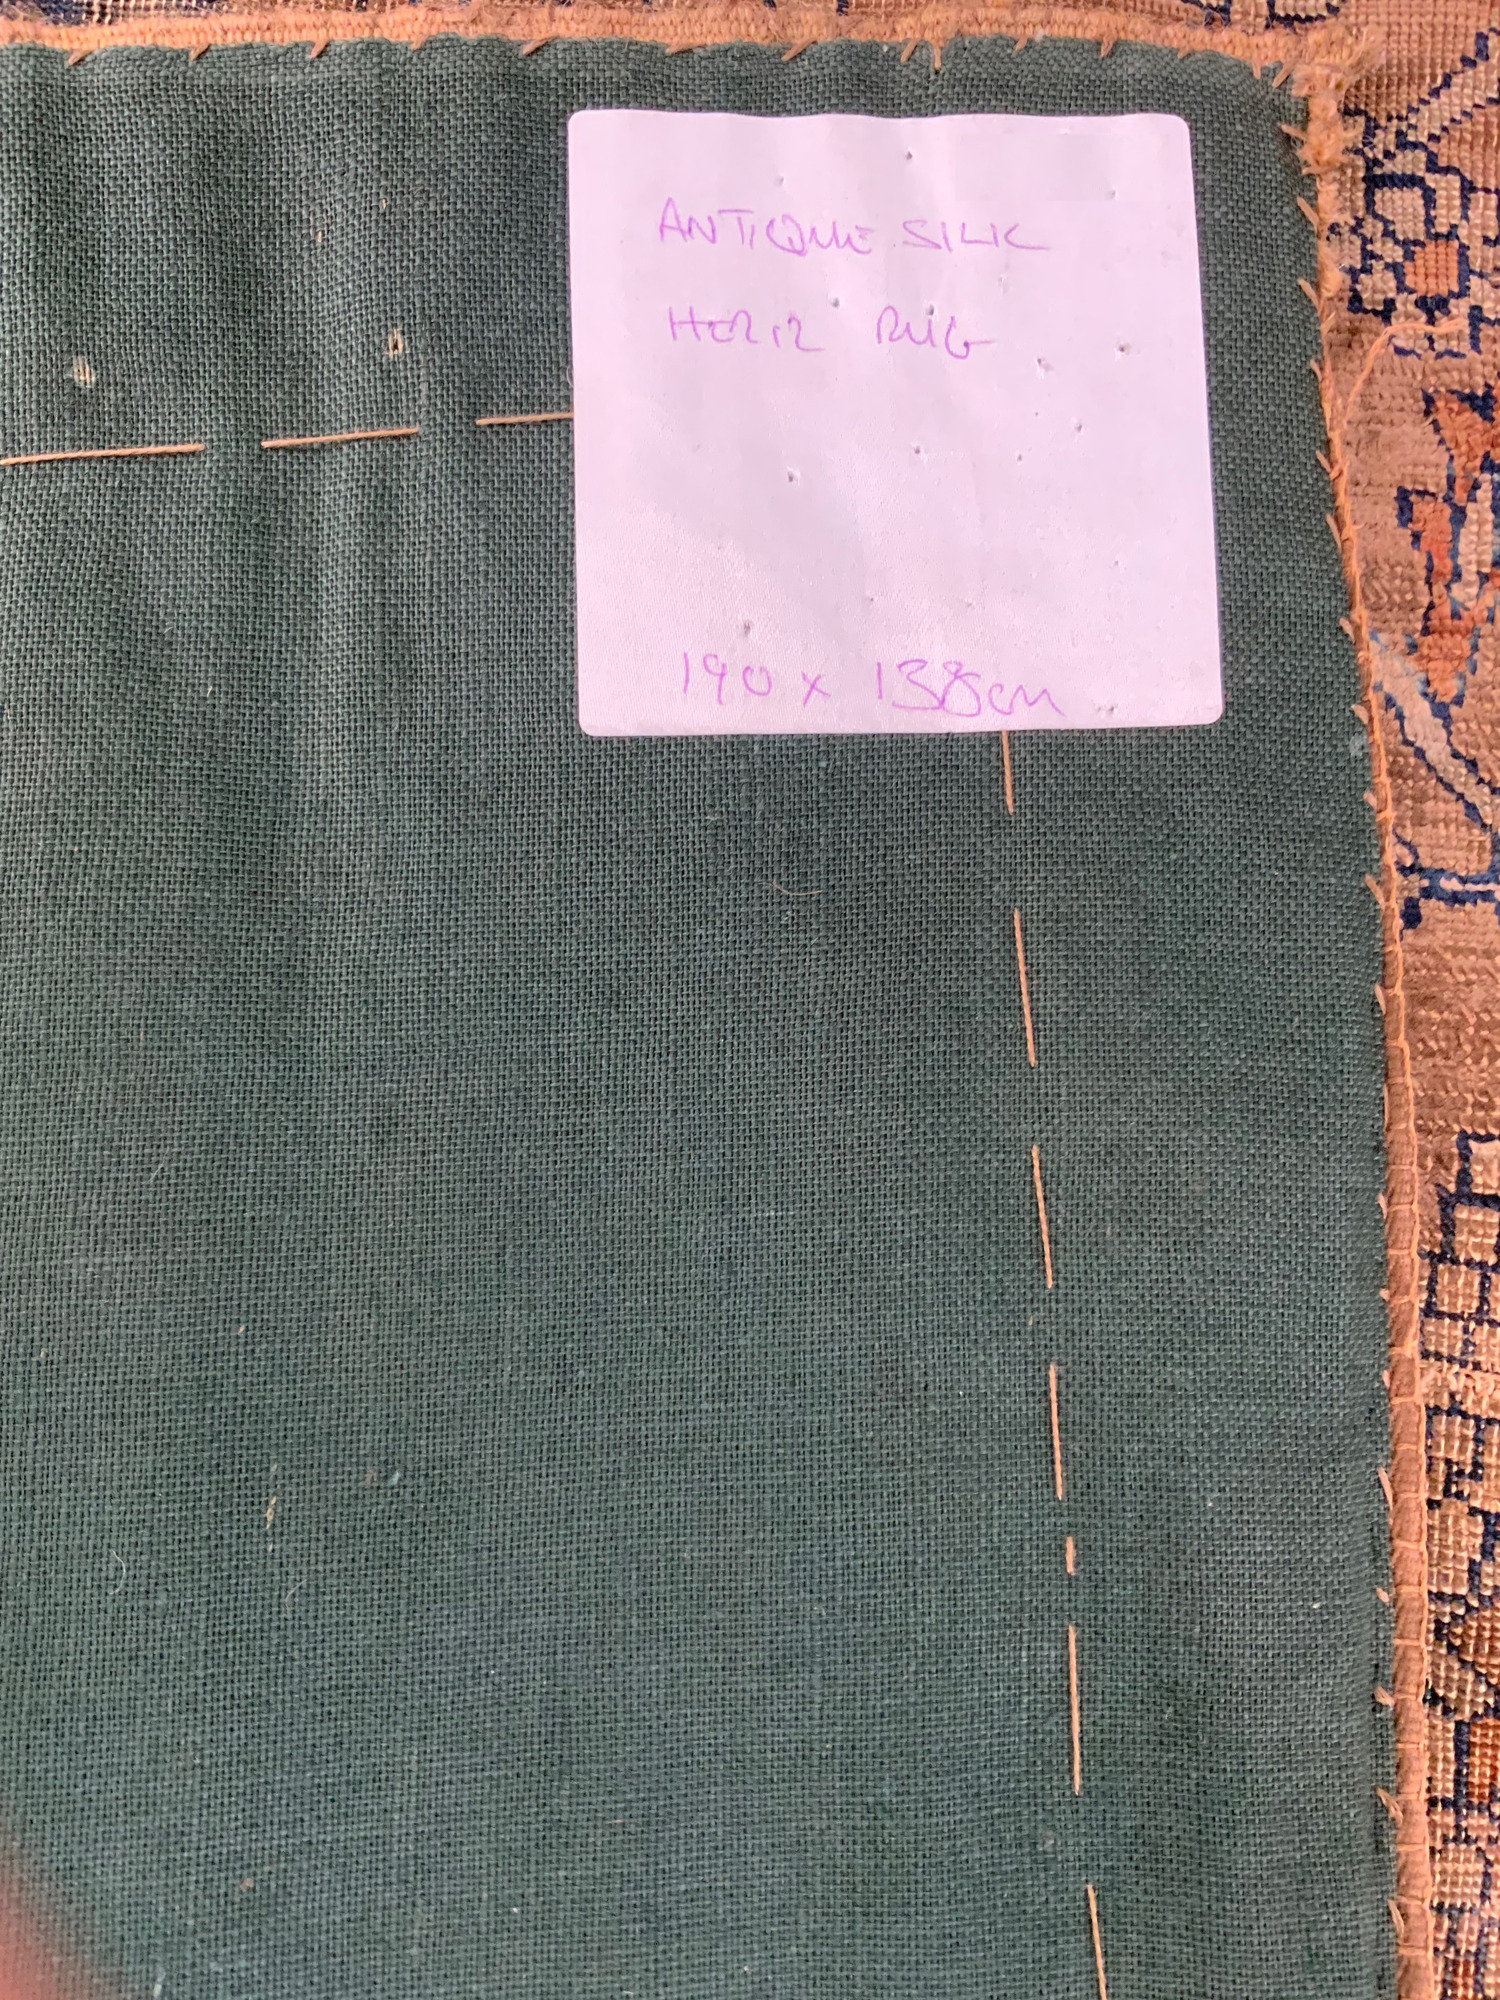 ANTIQUE SILK
HERIZ RUG
190 x 138cm